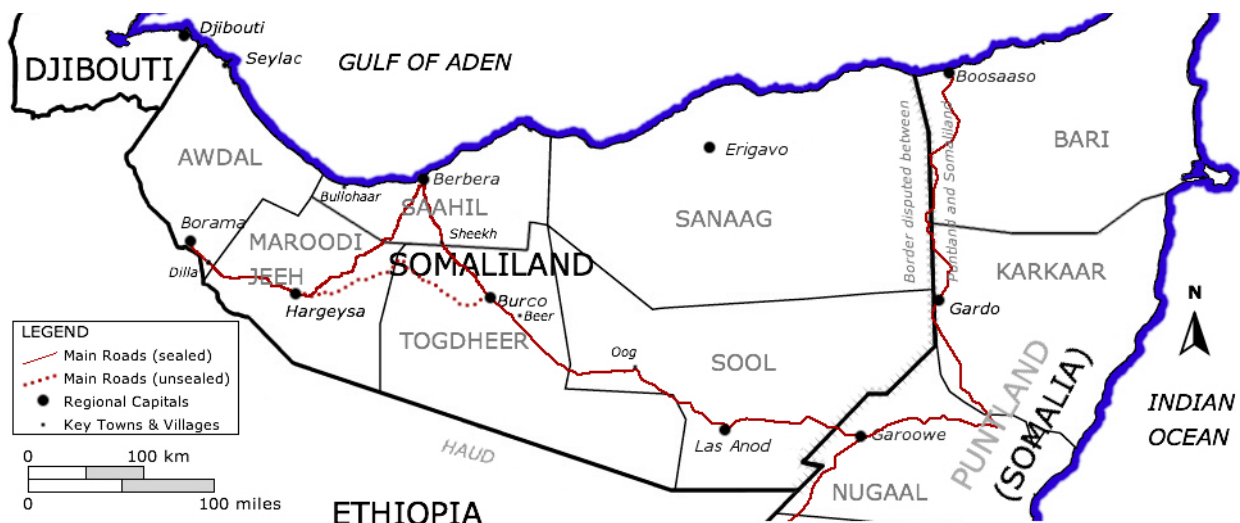 Djibouti
Seylac
DJIBOUTI
GULF OF ADEN
Boosaaso
AWDAL
Erigavo
BARI
Border disputed between
Puntland and Somaliland
Berbera
Bullohaar
SAAHIL
SANAAG
Borama
MAROODI
JEEH
Sheekh
Dilla
SOMALILAND
KARKAAR
Hargeysa
Burco
Beer
Gardo
N
LEGEND
Main Roads (sealed)
Main Roads (unsealed)
Regional Capitals
Key Towns & Villages
TOGDHEER
Oog
SOOL
PUNTLAND
(SOMALIA)
INDIAN
OCEAN
HAUD
Las Anod
Garoowe
0 100 km
0 100 miles
NUGAAL
ETHIOPIA